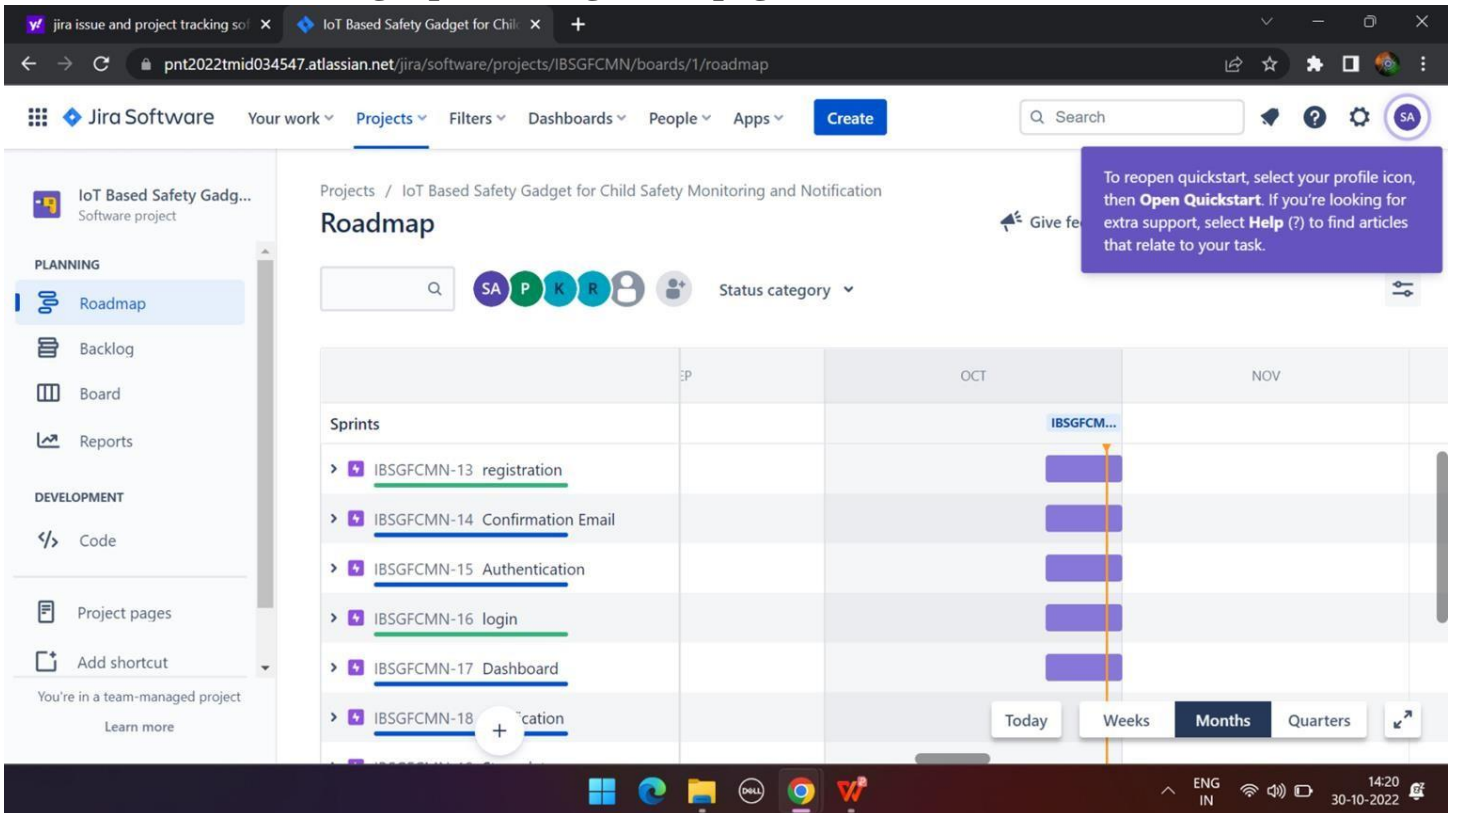 jira issue and project tracking sof
IoT Based Safety Gadget for Chil
pnt2022tmid034547.atlassian.net/jira/software/projects/IBSGFCMN/boards/1/roadmap
Jira Software Your work Projects Filters Dashboards People Apps Create Search SA
To reopen quickstart, select your profile icon,
then Open Quickstart. If you're looking for
extra support, select Help (?) to find articles
that relate to your task.
IoT Based Safety Gadg...
Software project
PLANNING
Roadmap
Backlog
Board
Reports
DEVELOPMENT
Code
Project pages
Add shortcut
You're in a team-managed project
Learn more
Projects / IoT Based Safety Gadget for Child Safety Monitoring and Notification
Roadmap
Give fe
SA P K R Status category
OCT NOV
Sprints IBSGFCM...
IBSGFCMN-13 registration
IBSGFCMN-14 Confirmation Email
IBSGFCMN-15 Authentication
IBSGFCMN-16 login
IBSGFCMN-17 Dashboard
IBSGFCMN-18 ication
Today Weeks Months Quarters
DELL
ENG
IN
14:20
30-10-2022